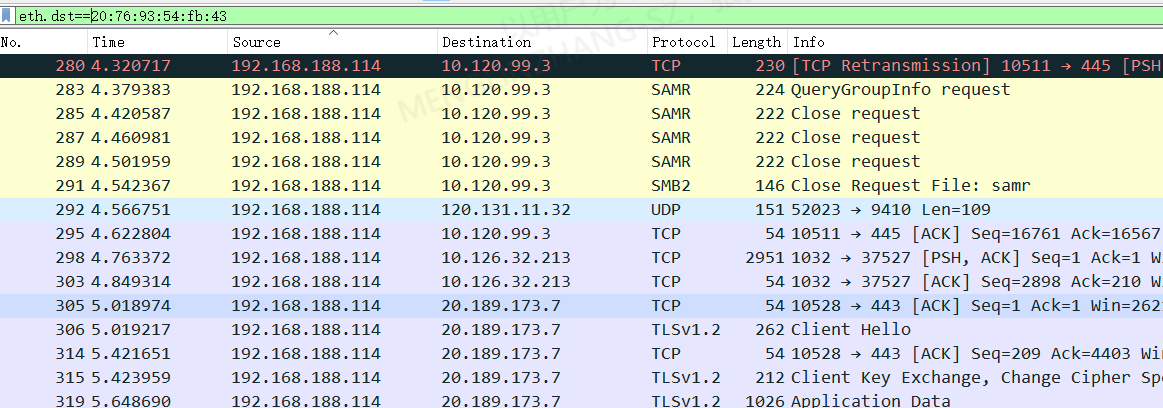 eth.dst==20:76:93:54:fb:43
No. Time Source Destination Protocol Length Info
280 4.320717 192.168.188.114 10.120.99.3 TCP 230 [TCP Retransmission] 10511 → 445 [PSH
283 4.379383 192.168.188.114 10.120.99.3 SAMR 224 QueryGroupInfo request
285 4.420587 192.168.188.114 10.120.99.3 SAMR 222 Close request
287 4.460981 192.168.188.114 10.120.99.3 SAMR 222 Close request
289 4.501959 192.168.188.114 10.120.99.3 SAMR 222 Close request
291 4.542367 192.168.188.114 10.120.99.3 SMB2 146 Close Request File: samr
292 4.566751 192.168.188.114 120.131.11.32 UDP 151 52023 → 9410 Len=109
295 4.622804 192.168.188.114 10.120.99.3 TCP 54 10511 → 445 [ACK] Seq=16761 Ack=16567
298 4.763372 192.168.188.114 10.126.32.213 TCP 2951 1032 → 37527 [PSH, ACK] Seq=1 Ack=1 Wi
303 4.849314 192.168.188.114 10.126.32.213 TCP 54 1032 → 37527 [ACK] Seq=2898 Ack=210 W
305 5.018974 192.168.188.114 20.189.173.7 TCP 54 10528 → 443 [ACK] Seq=1 Ack=1 Win=262
306 5.019217 192.168.188.114 20.189.173.7 TLSv1.2 262 Client Hello
314 5.421651 192.168.188.114 20.189.173.7 TCP 54 10528 → 443 [ACK] Seq=209 Ack=4403 W
315 5.423959 192.168.188.114 20.189.173.7 TLSv1.2 212 Client Key Exchange, Change Cipher Sp
319 5.648690 192.168.188.114 20.189.173.7 TLSv1.2 1026 Application Data